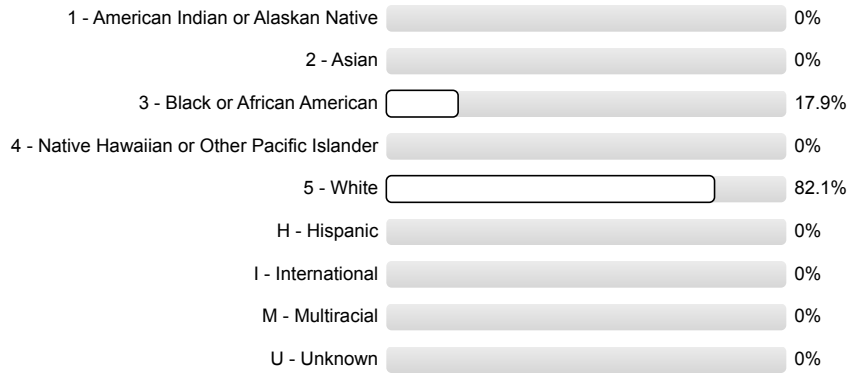 1 - American Indian or Alaskan Native 0%
2 - Asian 0%
3 - Black or African American 17.9%
4 - Native Hawaiian or Other Pacific Islander 0%
5 - White 82.1%
H - Hispanic 0%
I - International 0%
M - Multiracial 0%
U - Unknown 0%